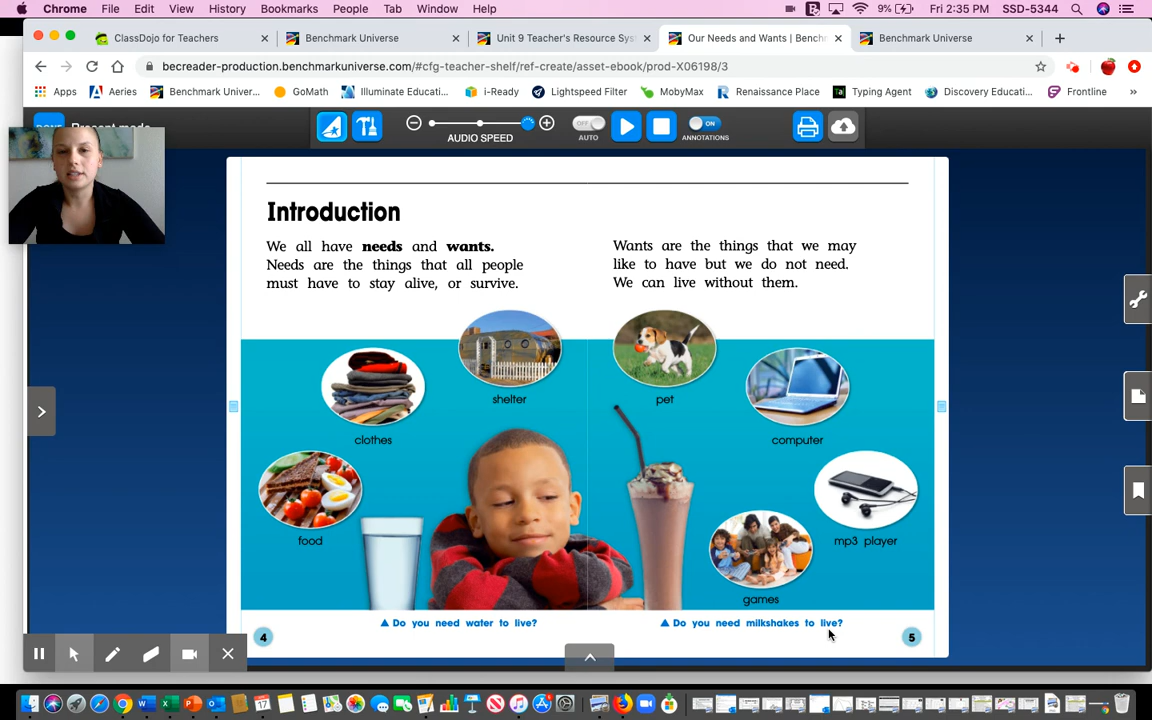 Chrome File Edit View History Bookmarks People Tab Window Help 9% Fri 2:35 PM SSD-5344
ClassDojo for Teachers Benchmark Universe Unit 9 Teacher's Resource Sys Our Needs and Wants | Bench Benchmark Universe
becreader-production.benchmarkuniverse.com/#cfg-teacher-shelf/ref-create/asset-ebook/prod-X06198/3
Apps Aeries Benchmark Univer... GoMath Illuminate Educati... i-Ready Lightspeed Filter MobyMax Renaissance Place Typing Agent Discovery Educati... Frontline
AUDIO SPEED OFF AUTO ON ANNOTATIONS
Introduction
We all have needs and wants.
Needs are the things that all people
must have to stay alive, or survive.
Wants are the things that we may
like to have but we do not need.
We can live without them.
shelter
clothes
food
pet
computer
mp3 player
games
Do you need water to live?
Do you need milkshakes to live?
4
5